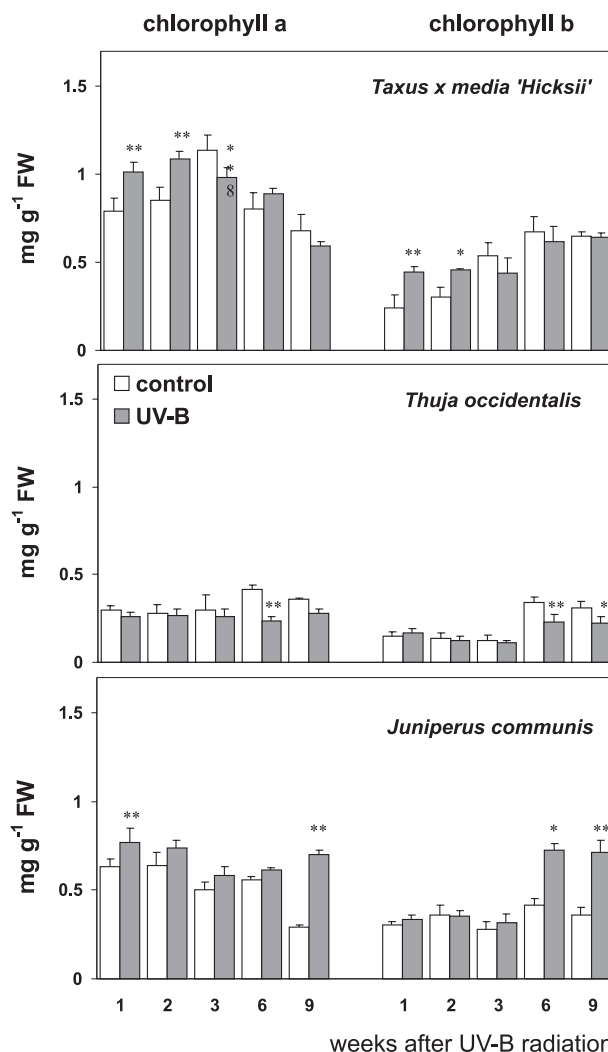 chlorophyll a chlorophyll b
Taxus x media 'Hicksii'
mg g-1 FW
1.5
1
0.5
0
** ** * * 8
** *
control
UV-B
Thuja occidentalis
mg g-1 FW
1.5
1
0.5
0
** ** *
Juniperus communis
mg g-1 FW
1.5
1
0.5
0
** ** * **
1 2 3 6 9 1 2 3 6 9
weeks after UV-B radiation